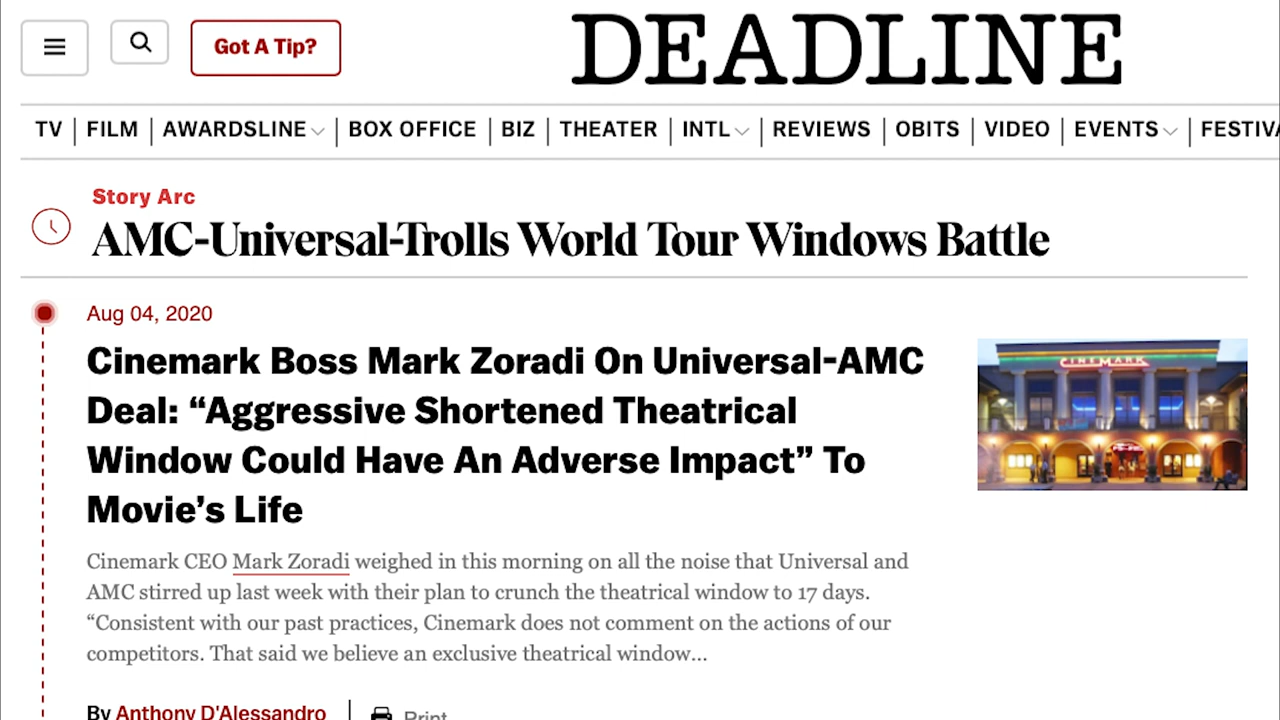 Got A Tip?
DEADLINE
TV | FILM | AWARDSLINE | BOX OFFICE | BIZ | THEATER | INTL | REVIEWS | OBITS | VIDEO | EVENTS | FESTIVA
Story Arc
AMC-Universal-Trolls World Tour Windows Battle
Aug 04, 2020
Cinemark Boss Mark Zoradi On Universal-AMC
Deal: “Aggressive Shortened Theatrical
Window Could Have An Adverse Impact” To
Movie’s Life
CINEMARK
Cinemark CEO Mark Zoradi weighed in this morning on all the noise that Universal and
AMC stirred up last week with their plan to crunch the theatrical window to 17 days.
“Consistent with our past practices, Cinemark does not comment on the actions of our
competitors. That said we believe an exclusive theatrical window...
By Anthony D'Alessandro | Print